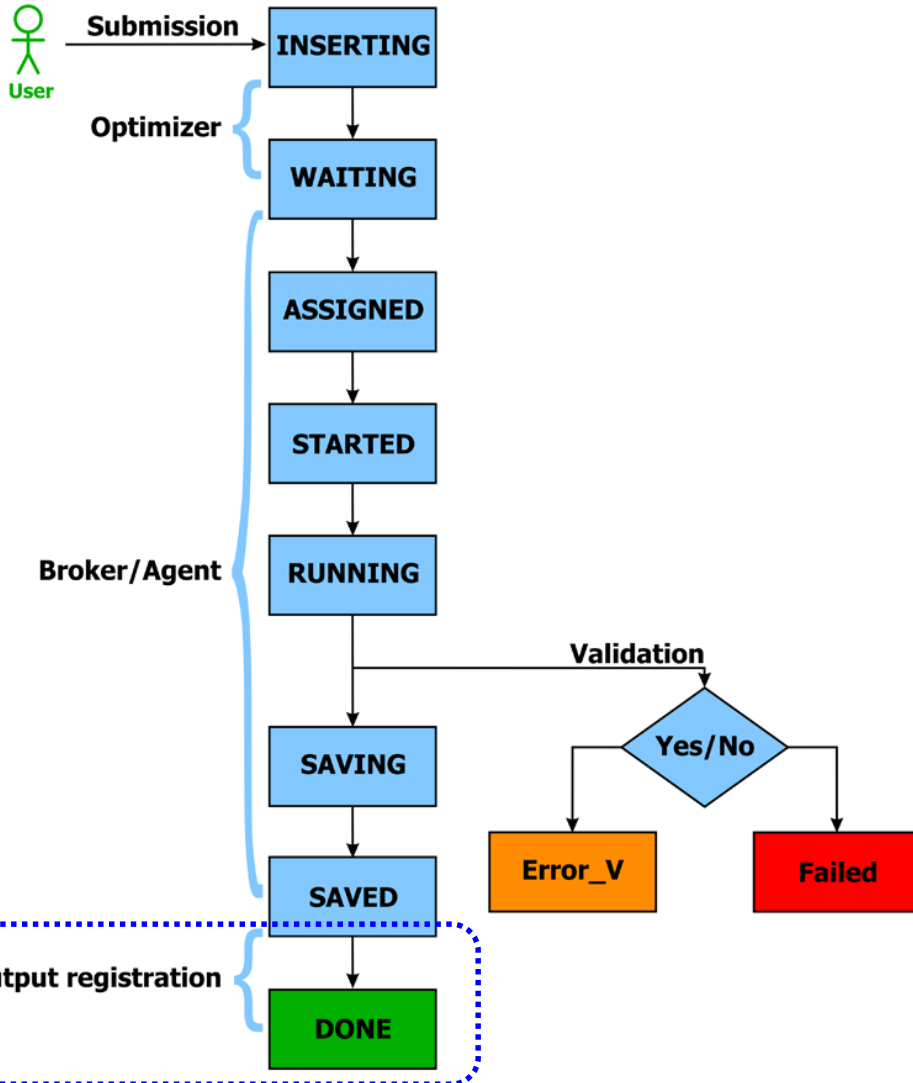 Submission
User
INSERTING
Optimizer
WAITING
ASSIGNED
STARTED
Broker/Agent
RUNNING
Validation
Yes/No
SAVING
Error_V
Failed
SAVED
registration
DONE